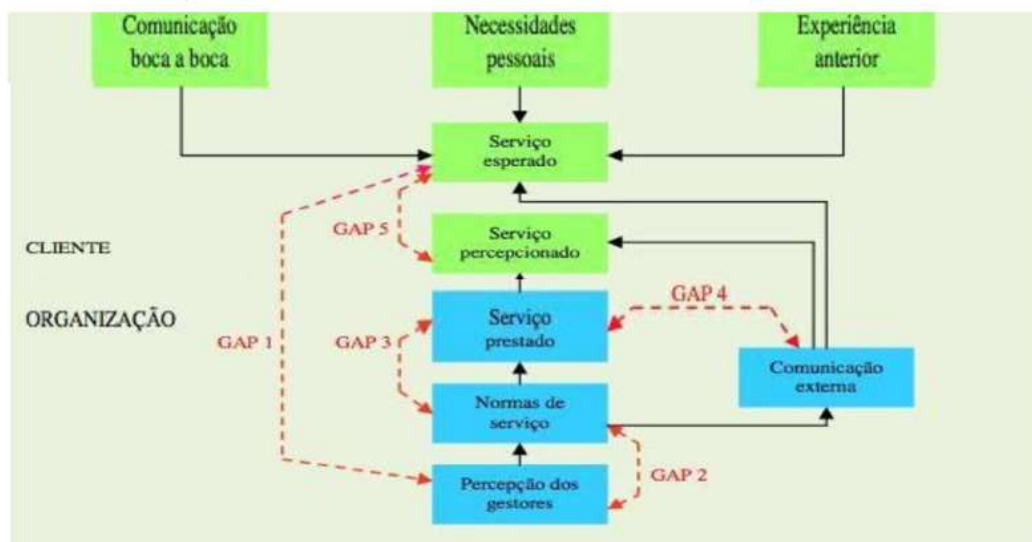 Comunicação
boca a boca
Necessidades
pessoais
Experiência
anterior
Serviço
esperado
GAP 5
Serviço
percepcionado
CLIENTE
ORGANIZAÇÃO
GAP 4
Serviço
prestado
GAP 1
GAP 3
Comunicação
externa
Normas de
serviço
GAP 2
Percepção dos
gestores